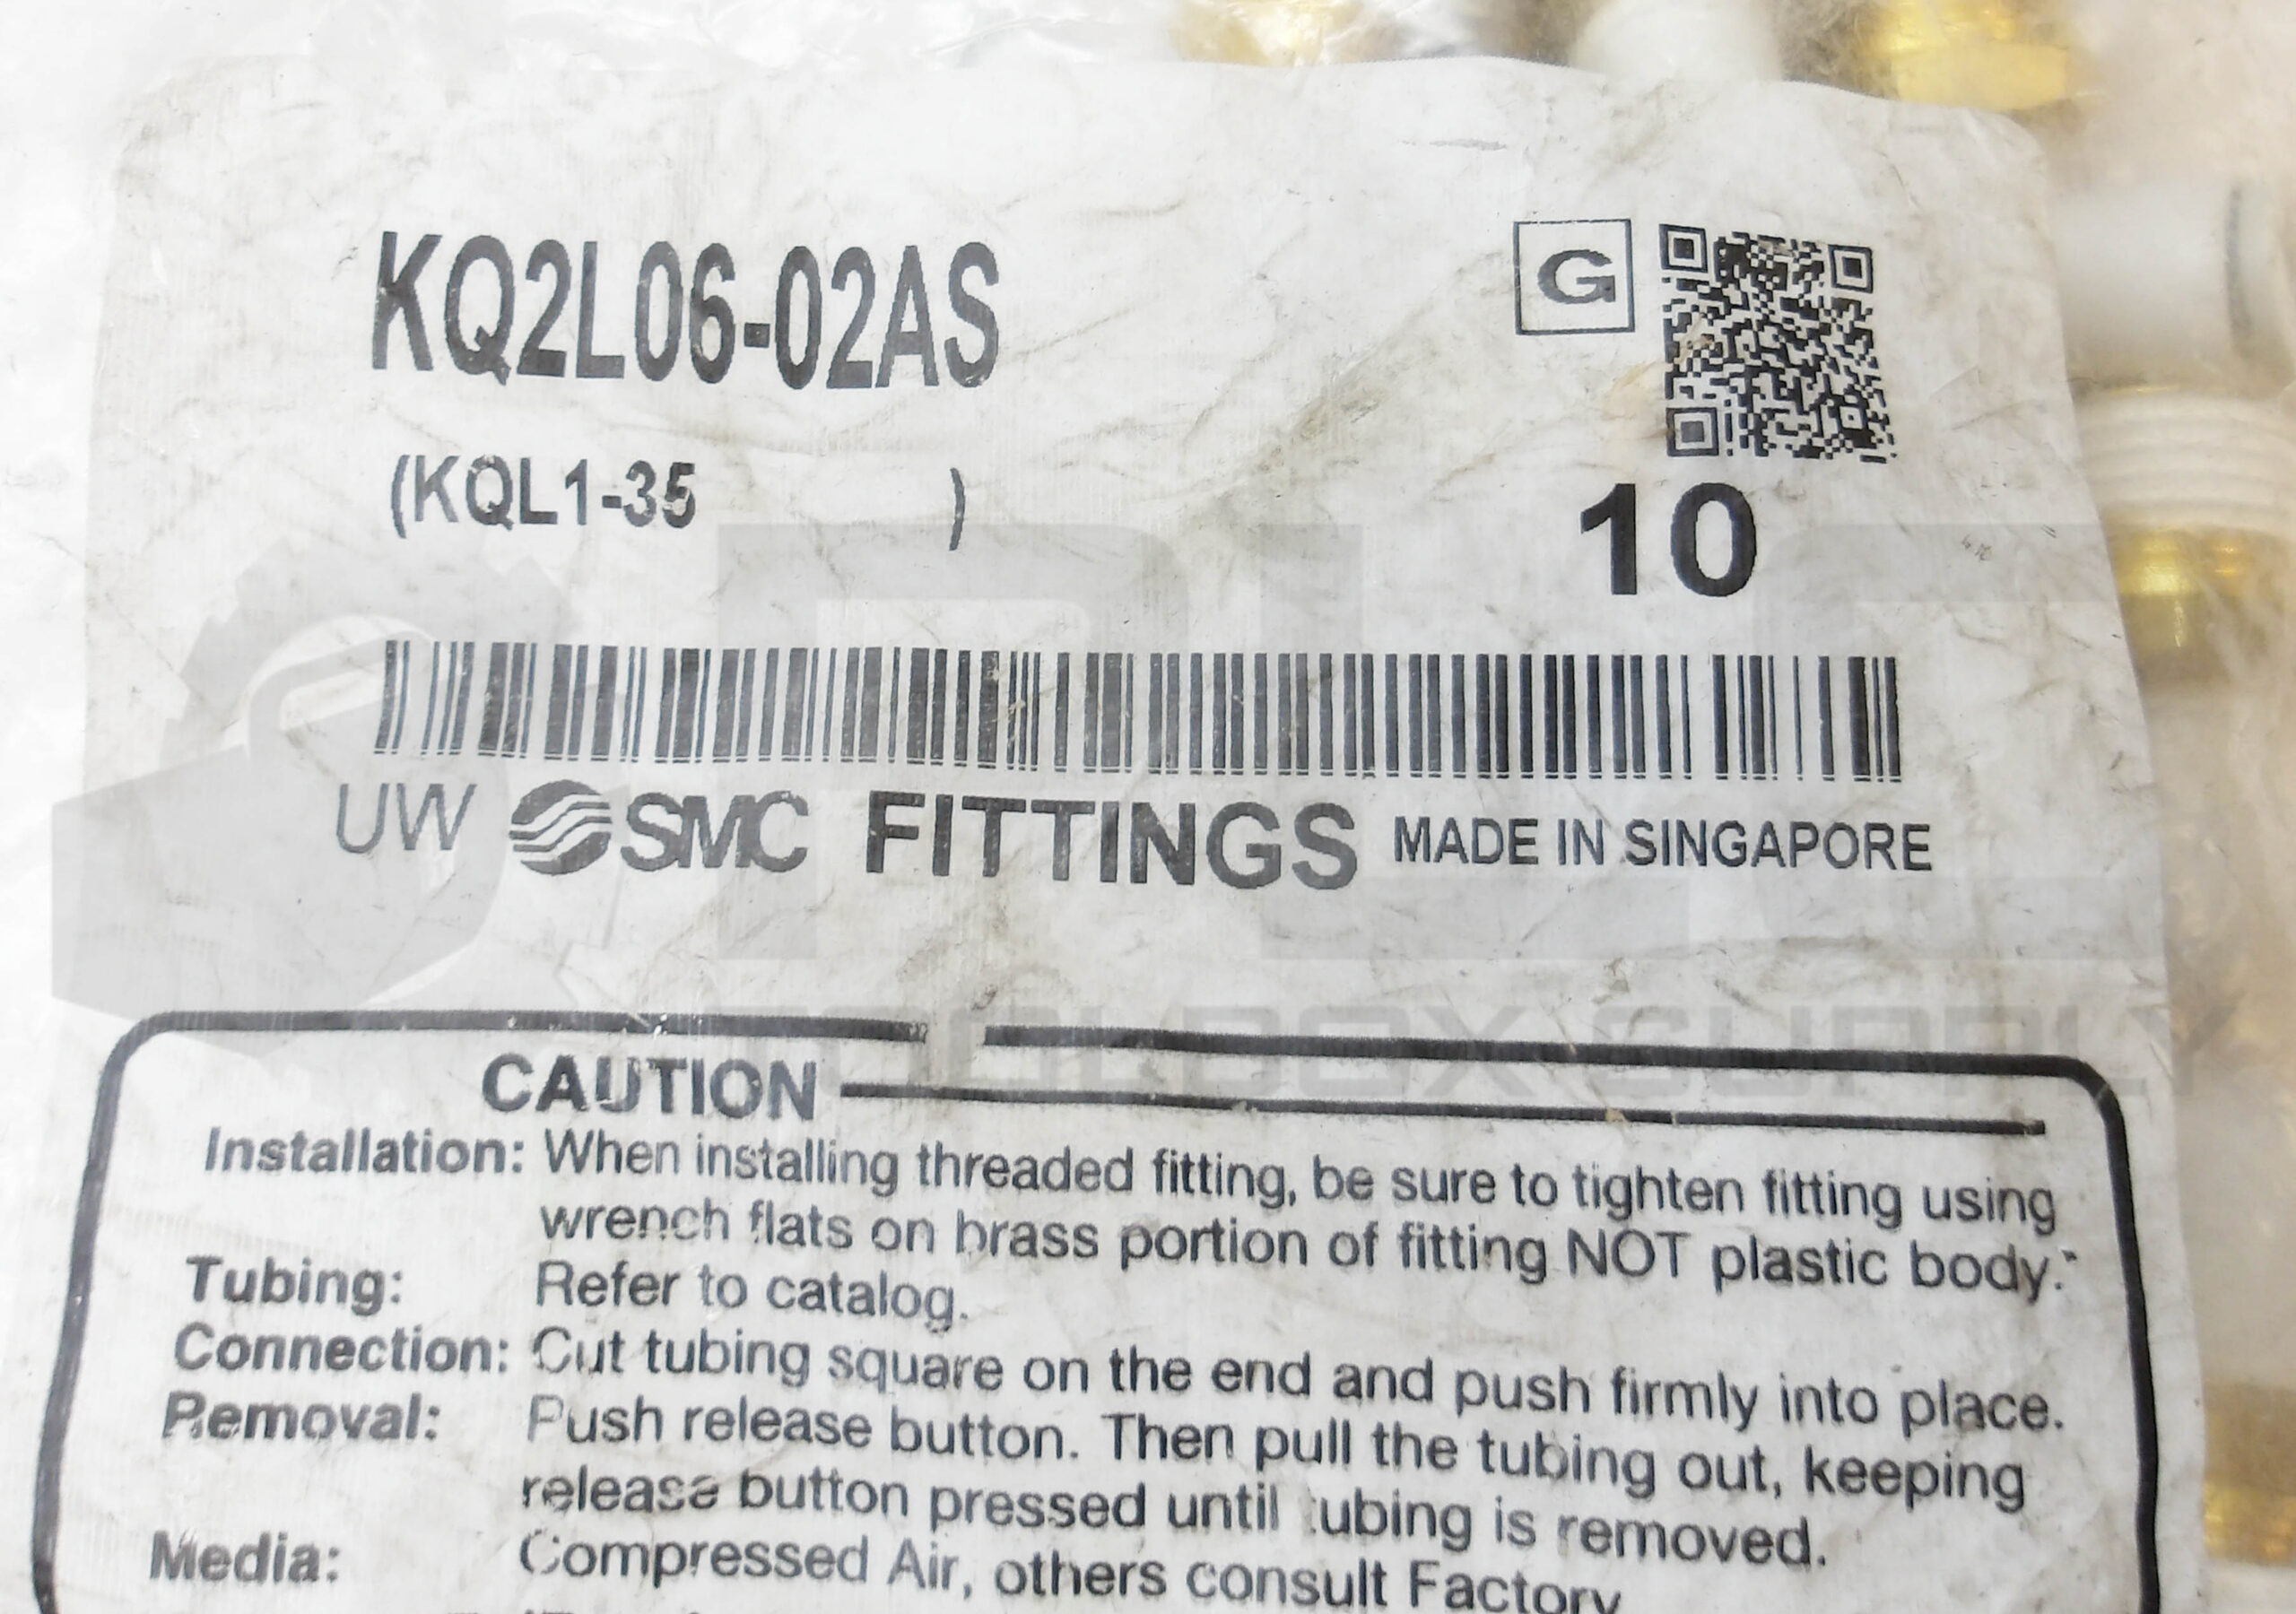 KQ2L06-02AS
G
(KQL1-35 )
10
UW SMC FITTINGS MADE IN SINGAPORE
CAUTION
Installation: When installing threaded fitting, be sure to tighten fitting using
wrench flats on brass portion of fitting NOT plastic body.
Tubing: Refer to catalog.
Connection: Cut tubing square on the end and push firmly into place.
Removal: Push release button. Then pull the tubing out, keeping
release button pressed until tubing is removed.
Media: Compressed Air, others consult Factory
TOOLBOX SUPPLY